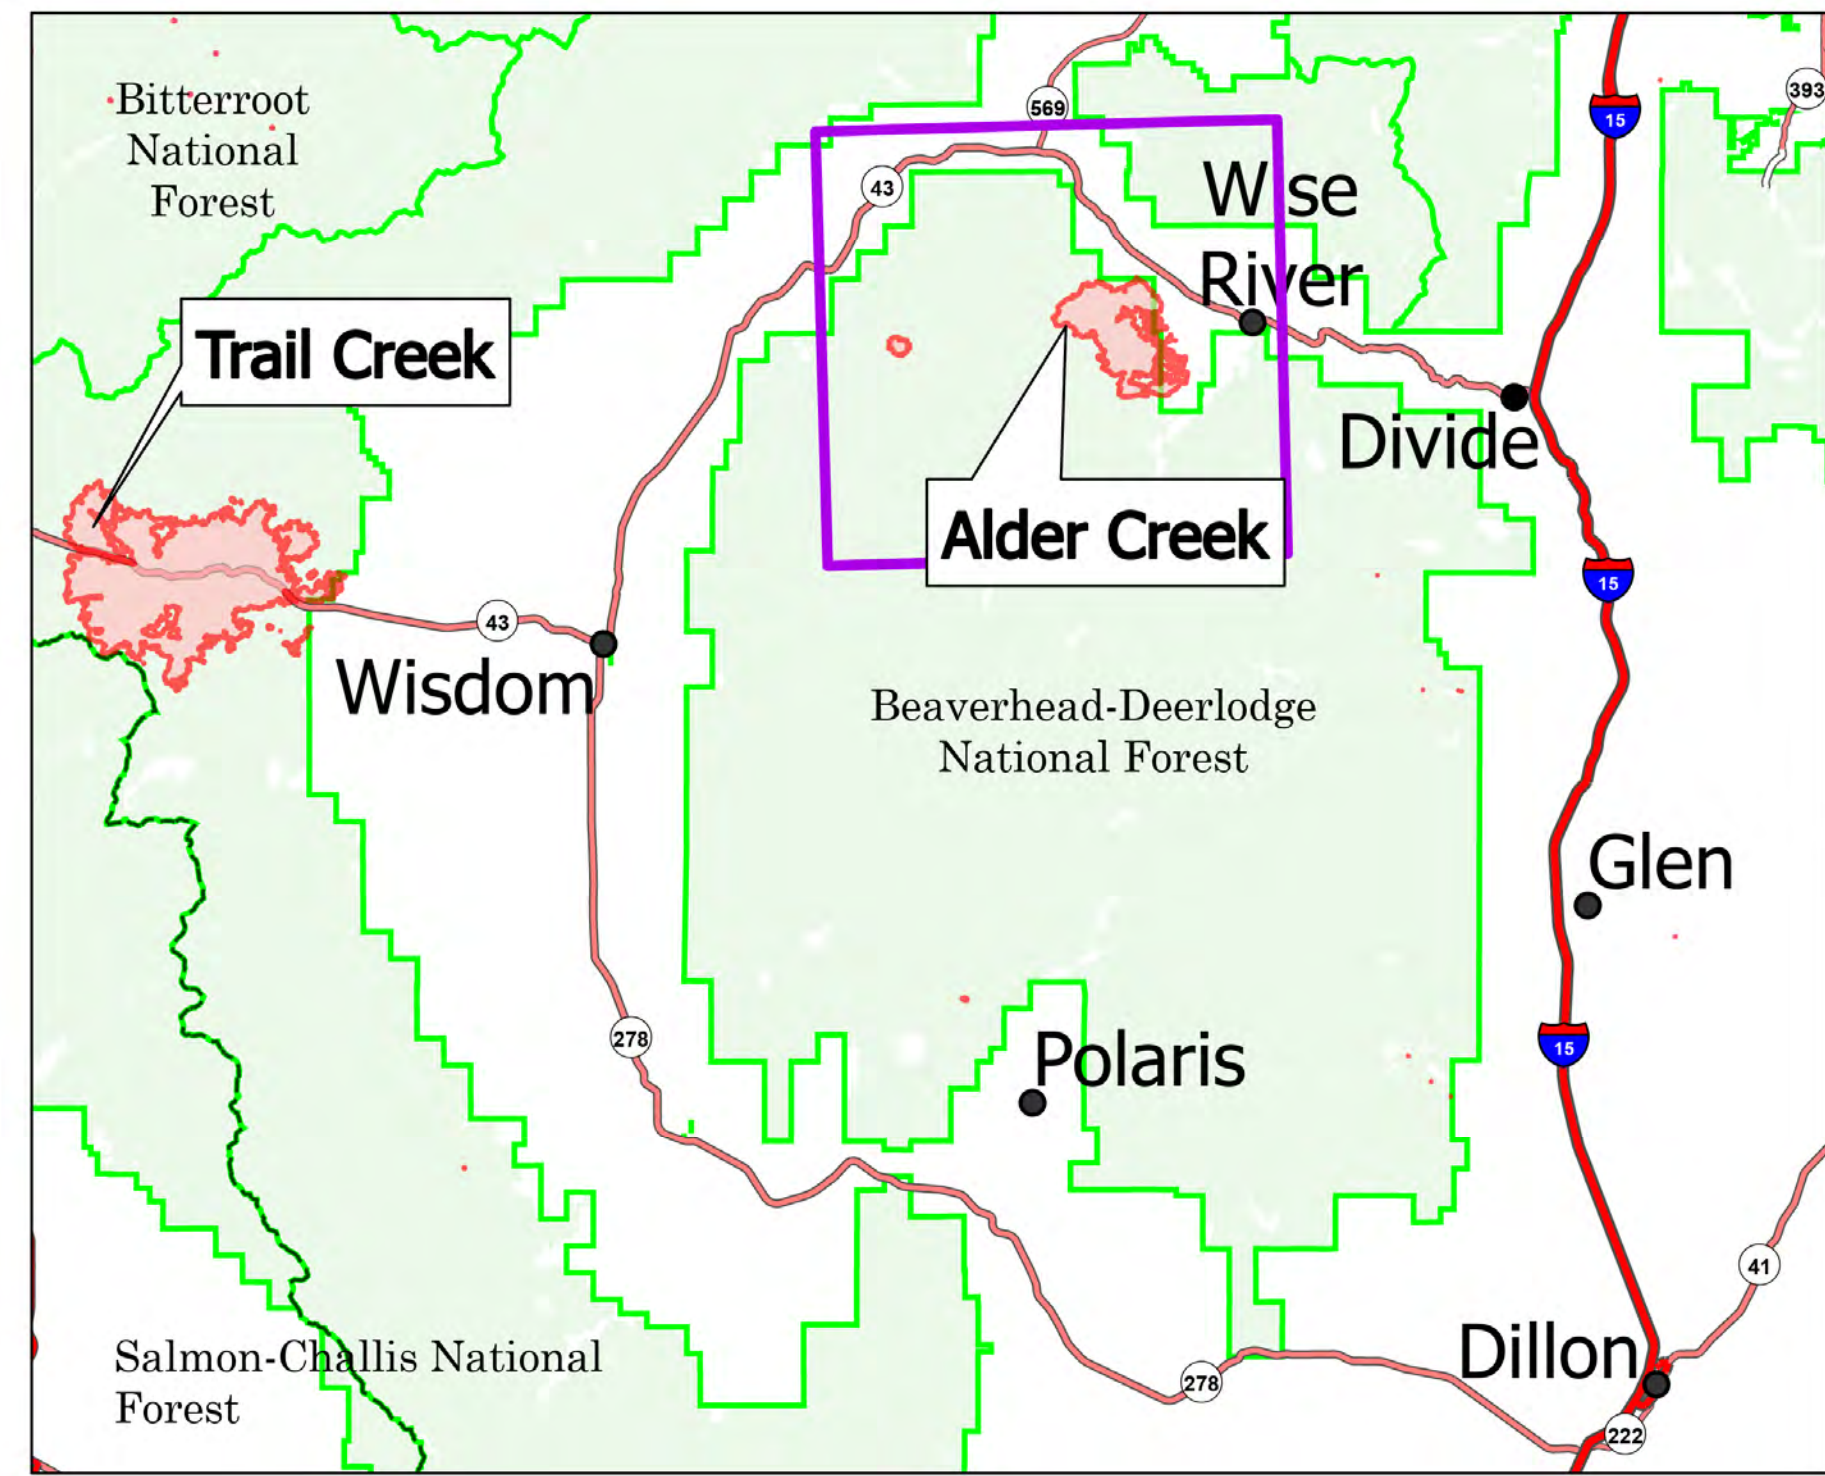 Bitterroot
National
Forest
569
393
15
43
Wise
River
Trail Creek
Divide
Alder Creek
15
43
Wisdom
Beaverhead-Deerlodge
National Forest
Glen
278
15
Polaris
41
Salmon-Challis National
Forest
Dillon
278
222